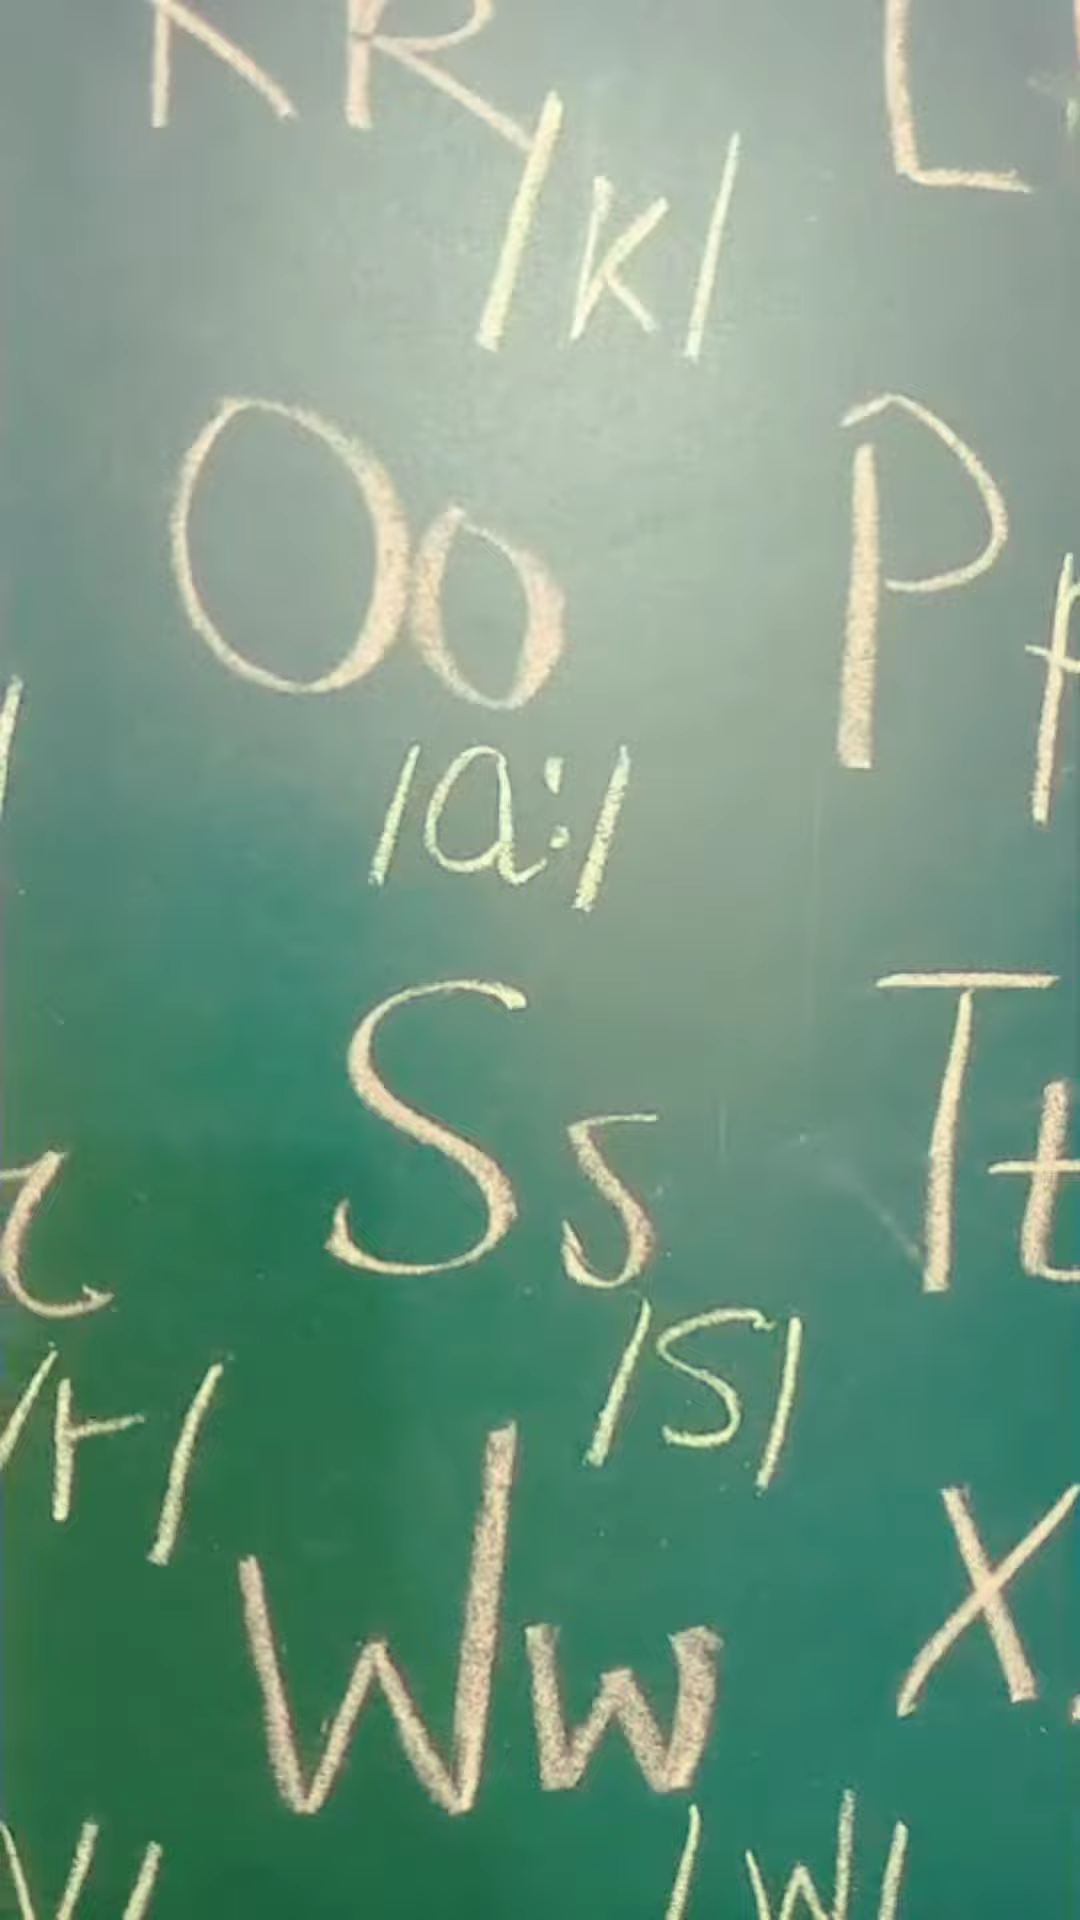 K k L
/k/
Oo P p
/a:/
Ss Tt
r /s/
/r/
Ww X
/v/ /w/